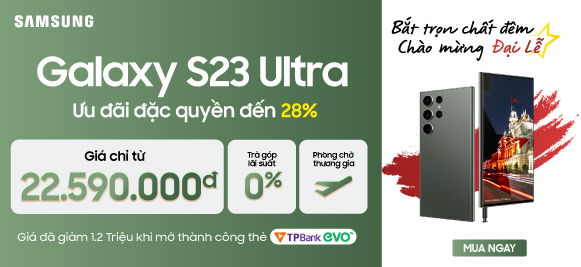 SAMSUNG
Galaxy S23 Ultra
Ưu đãi đặc quyền đến 28%
Giá chỉ từ
22.590.000đ
Trả góp
lãi suất
0%
Phòng chờ
thương gia
Giá đã giảm 1.2 Triệu khi mở thành công thẻ TPBank EVO
Bắt trọn chất đêm
Chào mừng Đại Lễ
MUA NGAY